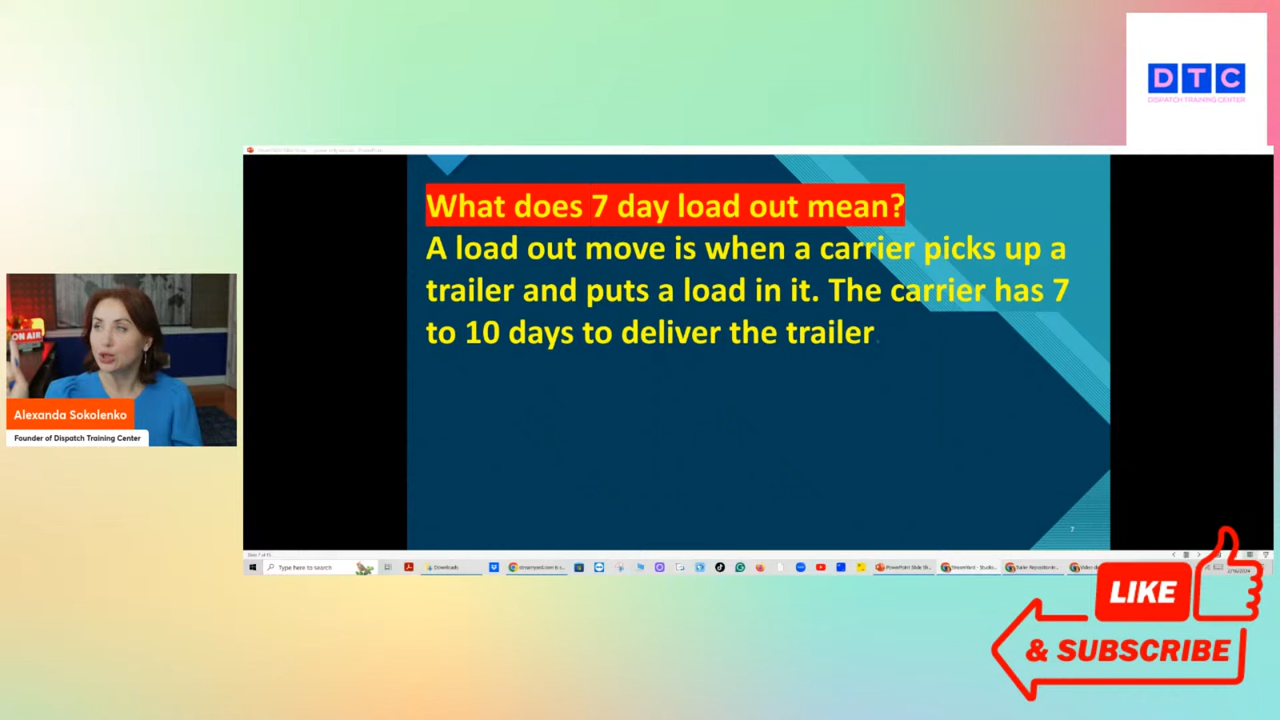 DTC
DISPATCH TRAINING CENTER
What does 7 day load out mean?
A load out move is when a carrier picks up a
trailer and puts a load in it. The carrier has 7
to 10 days to deliver the trailer.
7
ON AIR
Alexanda Sokolenko
Founder of Dispatch Training Center
Type here to search
Downloads
LIKE
& SUBSCRIBE